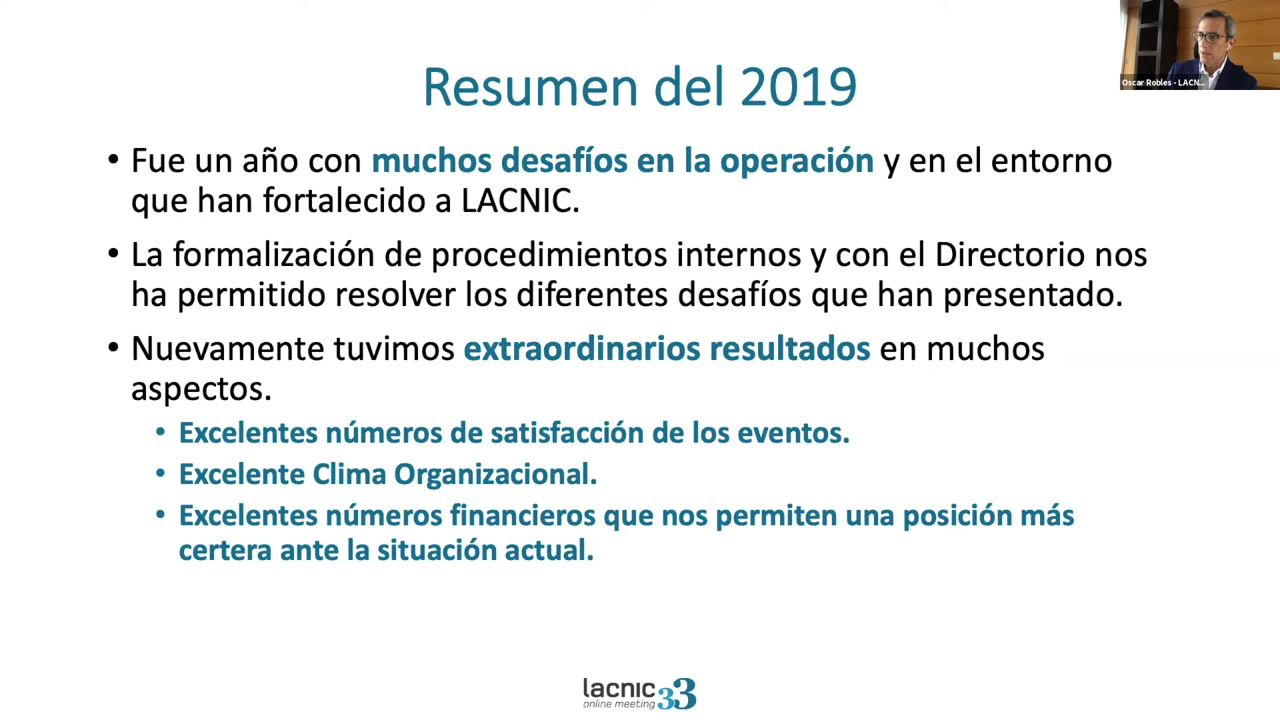 Oscar Robles - LACN...
Resumen del 2019
• Fue un año con muchos desafíos en la operación y en el entorno
que han fortalecido a LACNIC.
• La formalización de procedimientos internos y con el Directorio nos
ha permitido resolver los diferentes desafíos que han presentado.
• Nuevamente tuvimos extraordinarios resultados en muchos
aspectos.
• Excelentes números de satisfacción de los eventos.
• Excelente Clima Organizacional.
• Excelentes números financieros que nos permiten una posición más
certera ante la situación actual.
lacnic 33
online meeting